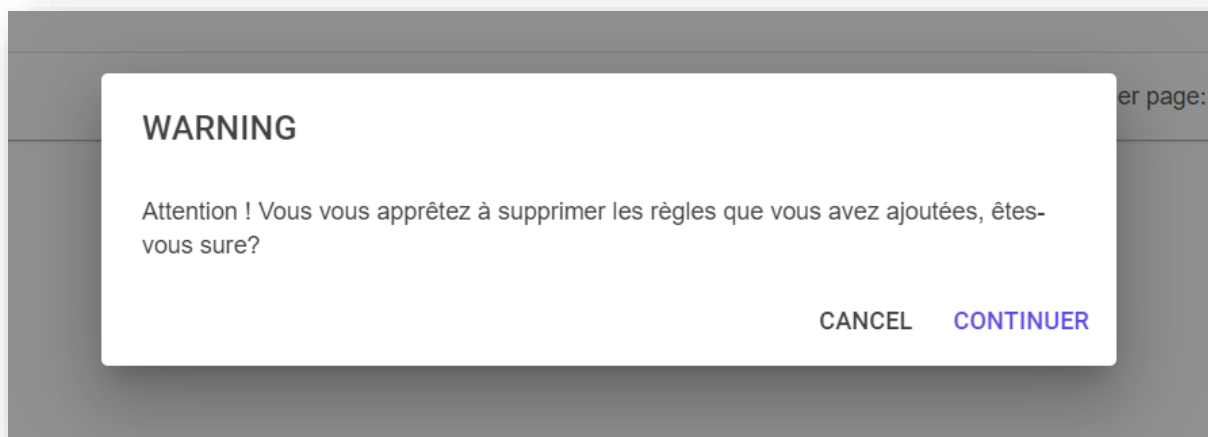 er page:
WARNING
Attention ! Vous vous apprêtez à supprimer les règles que vous avez ajoutées, êtes-
vous sure?
CANCEL CONTINUER